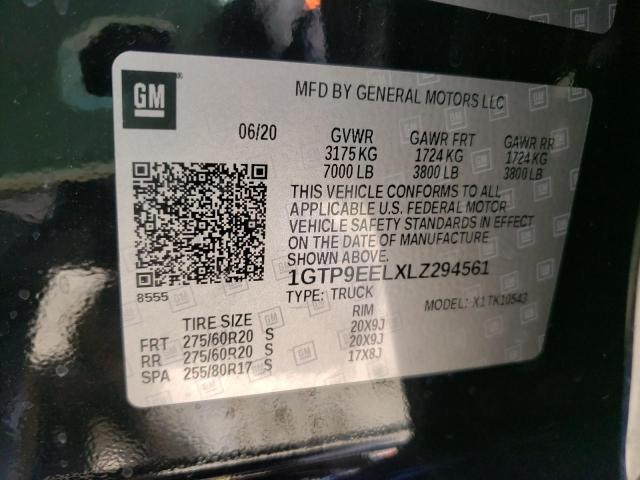 GM
MFD BY GENERAL MOTORS LLC
06/20 GVWR GAWR FRT GAWR RR
3175 KG 1724 KG 1724 KG
7000 LB 3800 LB 3800 LB
THIS VEHICLE CONFORMS TO ALL
APPLICABLE U.S. FEDERAL MOTOR
VEHICLE SAFETY STANDARDS IN EFFECT
ON THE DATE OF MANUFACTURE
SHOWN ABOVE.
8555 1GTP9EELXLZ294561
TYPE: TRUCK MODEL: X1TK10543
TIRE SIZE RIM
FRT 275/60R20 S 20X9J
RR 275/60R20 S 20X9J
SPA 255/80R17 S 17X8J